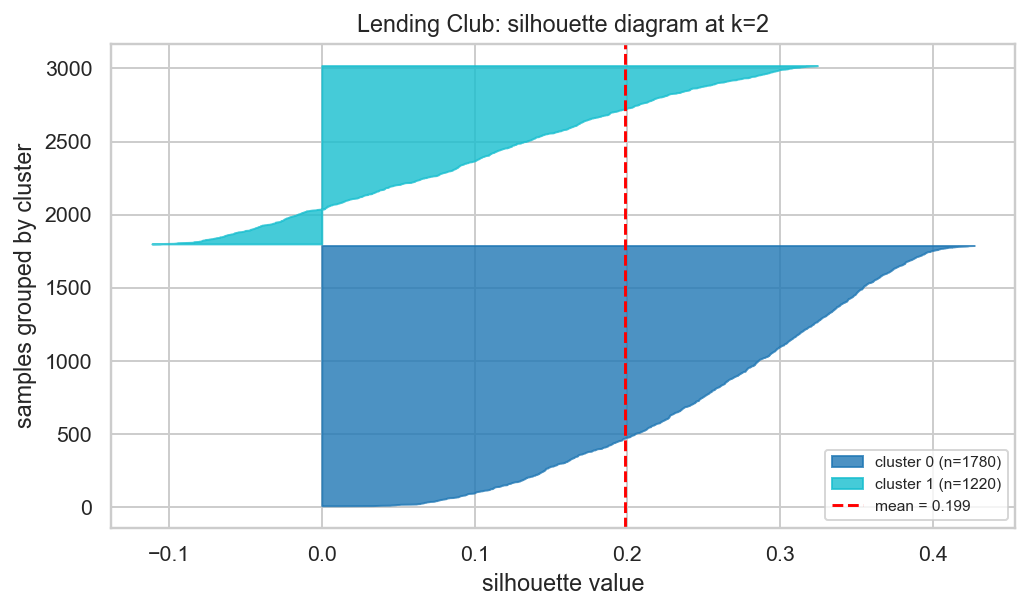 Lending Club: silhouette diagram at k=2
samples grouped by cluster
3000
2500
2000
1500
1000
500
0
−0.1
0.0
0.1
0.2
0.3
0.4
silhouette value
cluster 0 (n=1780)
cluster 1 (n=1220)
mean = 0.199